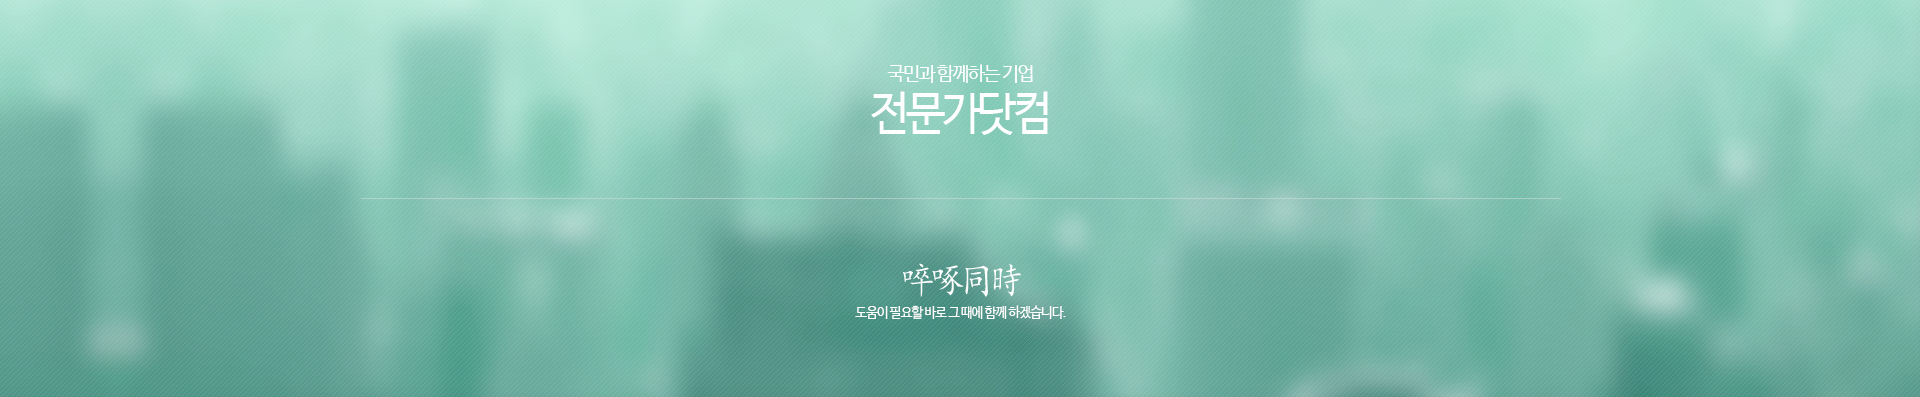 국민과 함께하는 기업
전문가닷컴
啐啄同時
도움이 필요할 바로 그 때에 함께 하겠습니다.